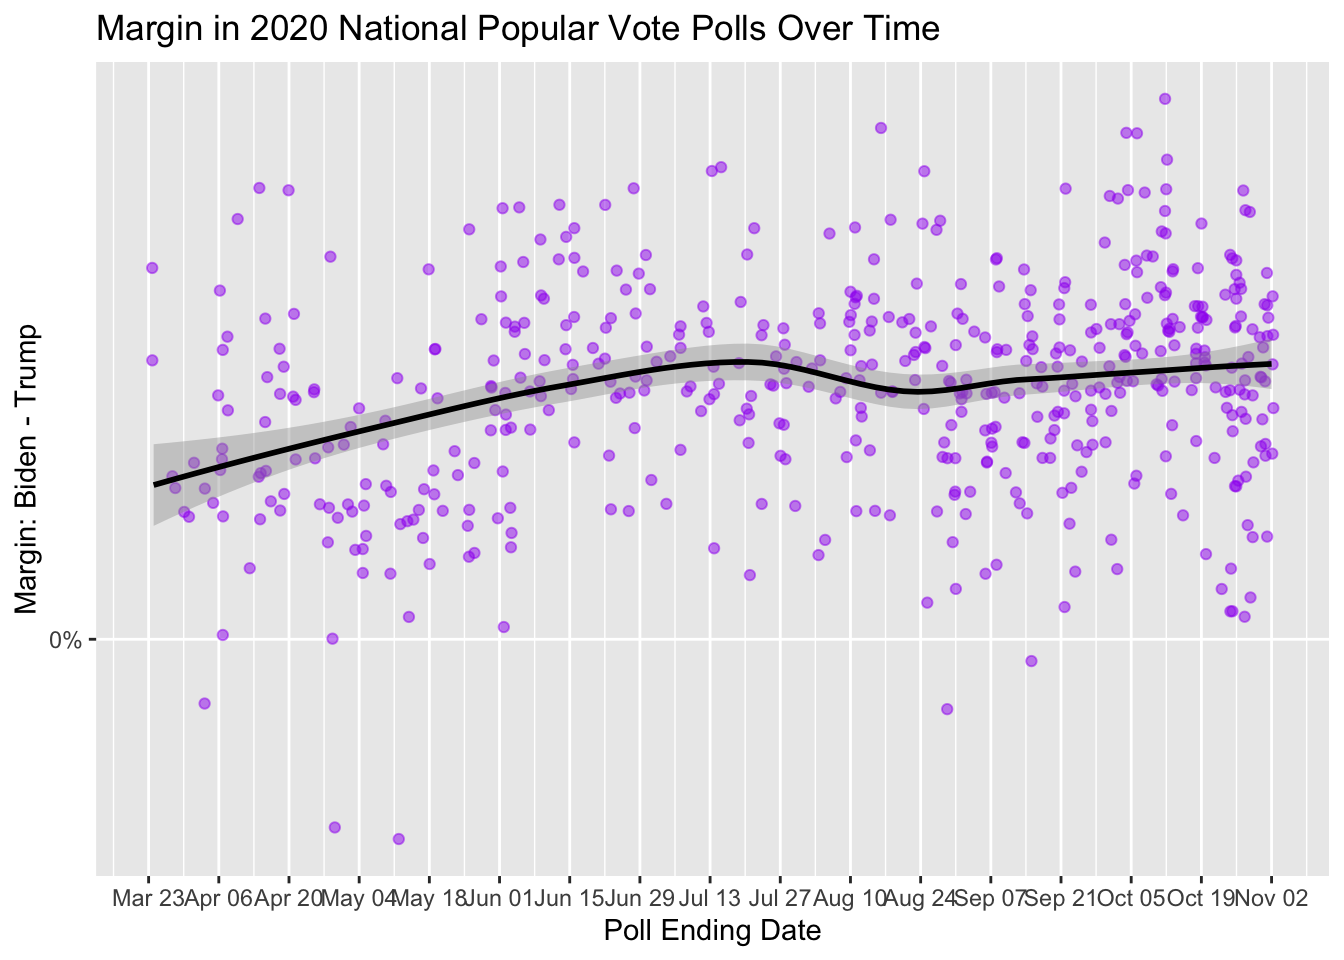 Margin in 2020 National Popular Vote Polls Over Time
Margin: Biden - Trump
0%
Mar 23 Apr 06 Apr 20 May 04 May 18 Jun 01 Jun 15 Jun 29 Jul 13 Jul 27 Aug 10 Aug 24 Sep 07 Sep 21 Oct 05 Oct 19 Nov 02
Poll Ending Date